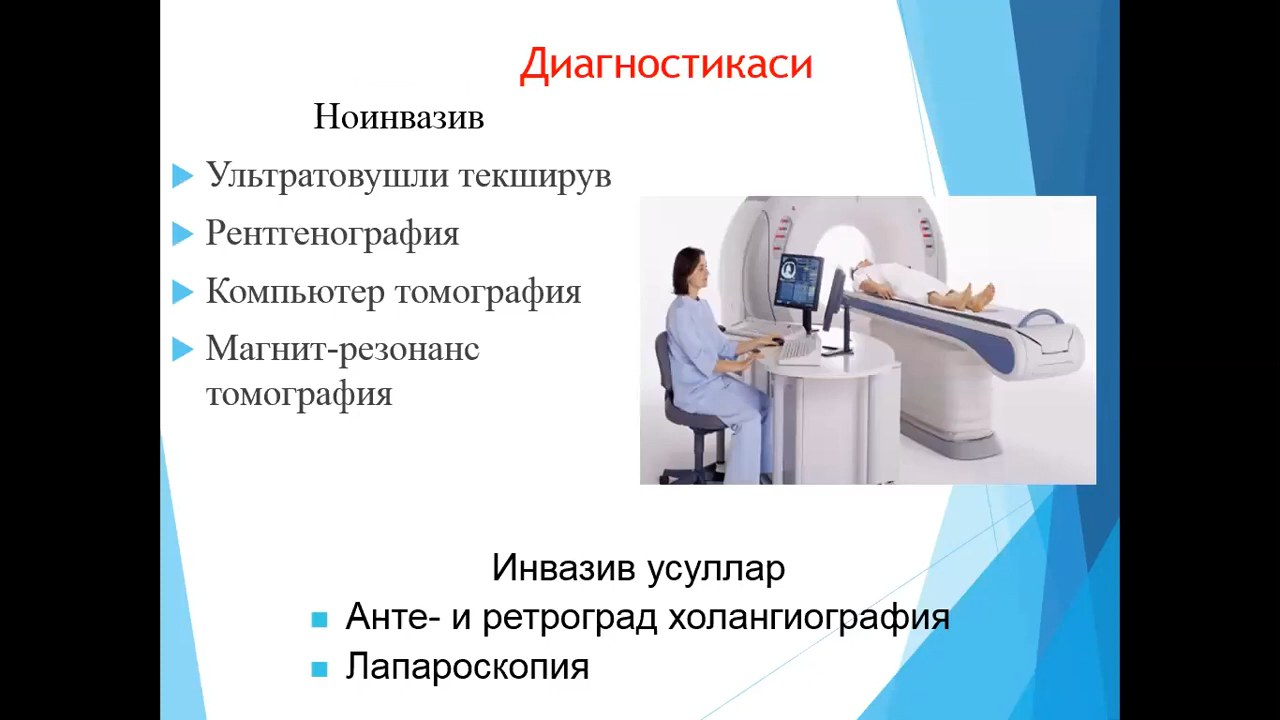 Диагностикаси
Ноинвазив
Ультратовушли текширув
Рентгенография
Компьютер томография
Магнит-резонанс
томография
Инвазив усуллар
Анте- и ретроград холангиография
Лапароскопия